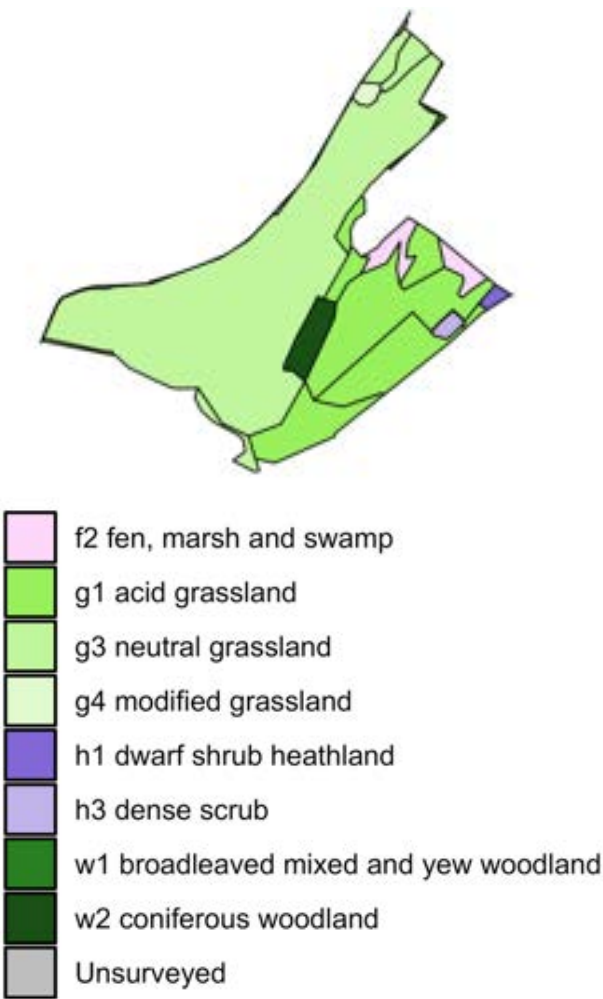 f2 fen, marsh and swamp
g1 acid grassland
g3 neutral grassland
g4 modified grassland
h1 dwarf shrub heathland
h3 dense scrub
w1 broadleaved mixed and yew woodland
w2 coniferous woodland
Unsurveyed